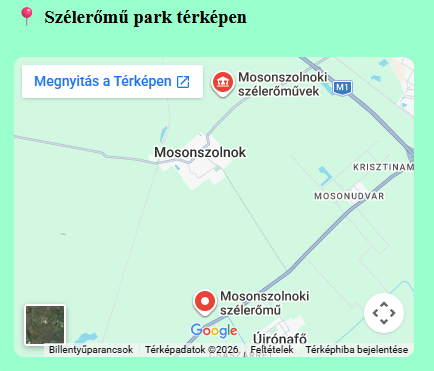 Szélerőmű park térképen
Megnyitás a Térképen
Mosonszolnoki
szélerőművek
M1
Mosonszolnok
KRISZTINAM
MOSONUDVAR
Mosonszolnoki
szélerőmű
Google
Újrónafő
Billentyűparancsok
Térképadatok ©2026
Feltételek
Térképhiba bejelentése